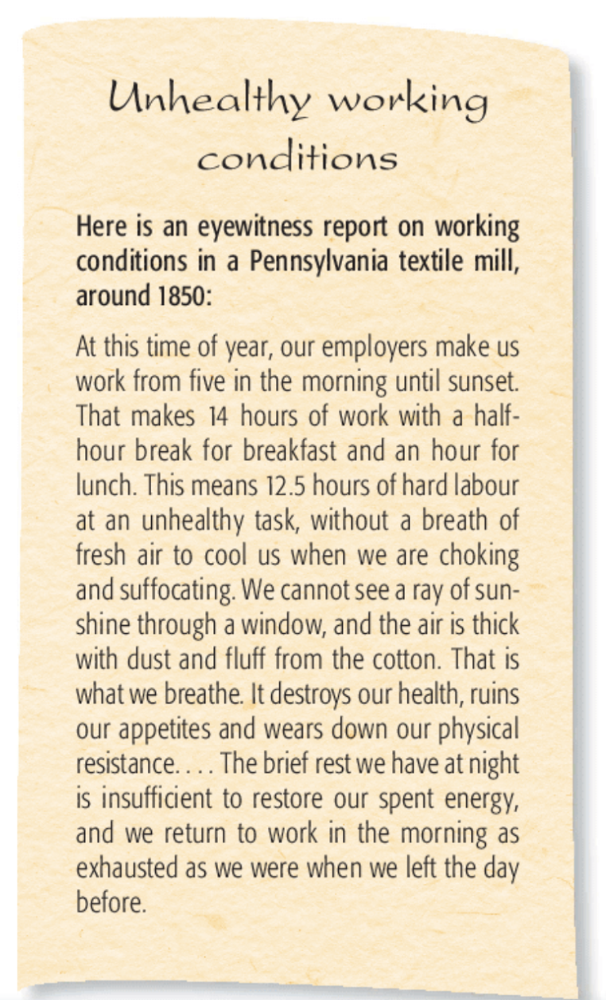 Unhealthy working
conditions
Here is an eyewitness report on working
conditions in a Pennsylvania textile mill,
around 1850:
At this time of year, our employers make us
work from five in the morning until sunset.
That makes 14 hours of work with a half-
hour break for breakfast and an hour for
lunch. This means 12.5 hours of hard labour
at an unhealthy task, without a breath of
fresh air to cool us when we are choking
and suffocating. We cannot see a ray of sun-
shine through a window, and the air is thick
with dust and fluff from the cotton. That is
what we breathe. It destroys our health, ruins
our appetites and wears down our physical
resistance. . . . The brief rest we have at night
is insufficient to restore our spent energy,
and we return to work in the morning as
exhausted as we were when we left the day
before.